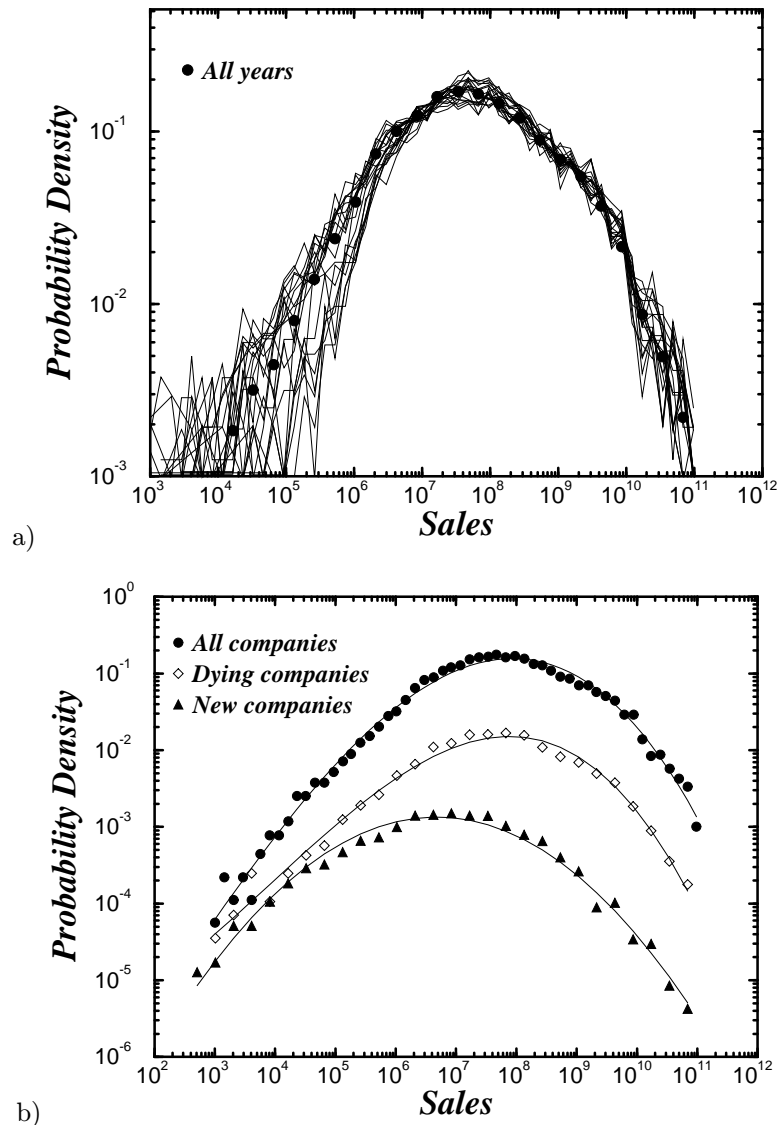 All years
10^-1
10^-2
10^-3
Probability Density
10^3 10^4 10^5 10^6 10^7 10^8 10^9 10^10 10^11 10^12
Sales
a)
10^0
10^-1
10^-2
10^-3
10^-4
10^-5
10^-6
Probability Density
All companies
Dying companies
New companies
10^2 10^3 10^4 10^5 10^6 10^7 10^8 10^9 10^10 10^11 10^12
Sales
b)